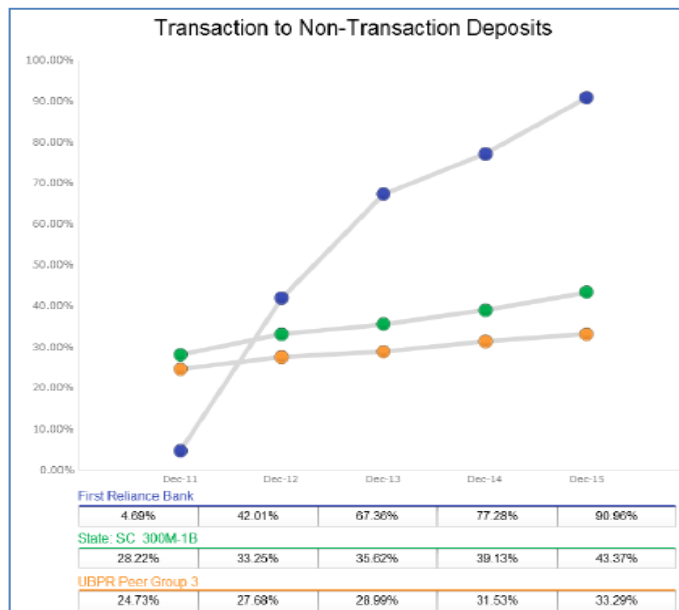 Transaction to Non-Transaction Deposits
100.00%
90.00%
80.00%
70.00%
60.00%
50.00%
40.00%
30.00%
20.00%
10.00%
0.00%
Dec-11 Dec-12 Dec-13 Dec-14 Dec-15
First Reliance Bank
4.69% 42.01% 67.36% 77.28% 90.96%
State: SC 300M-1B
28.22% 33.25% 35.62% 39.13% 43.37%
UBPR Peer Group 3
24.73% 27.68% 28.99% 31.53% 33.29%